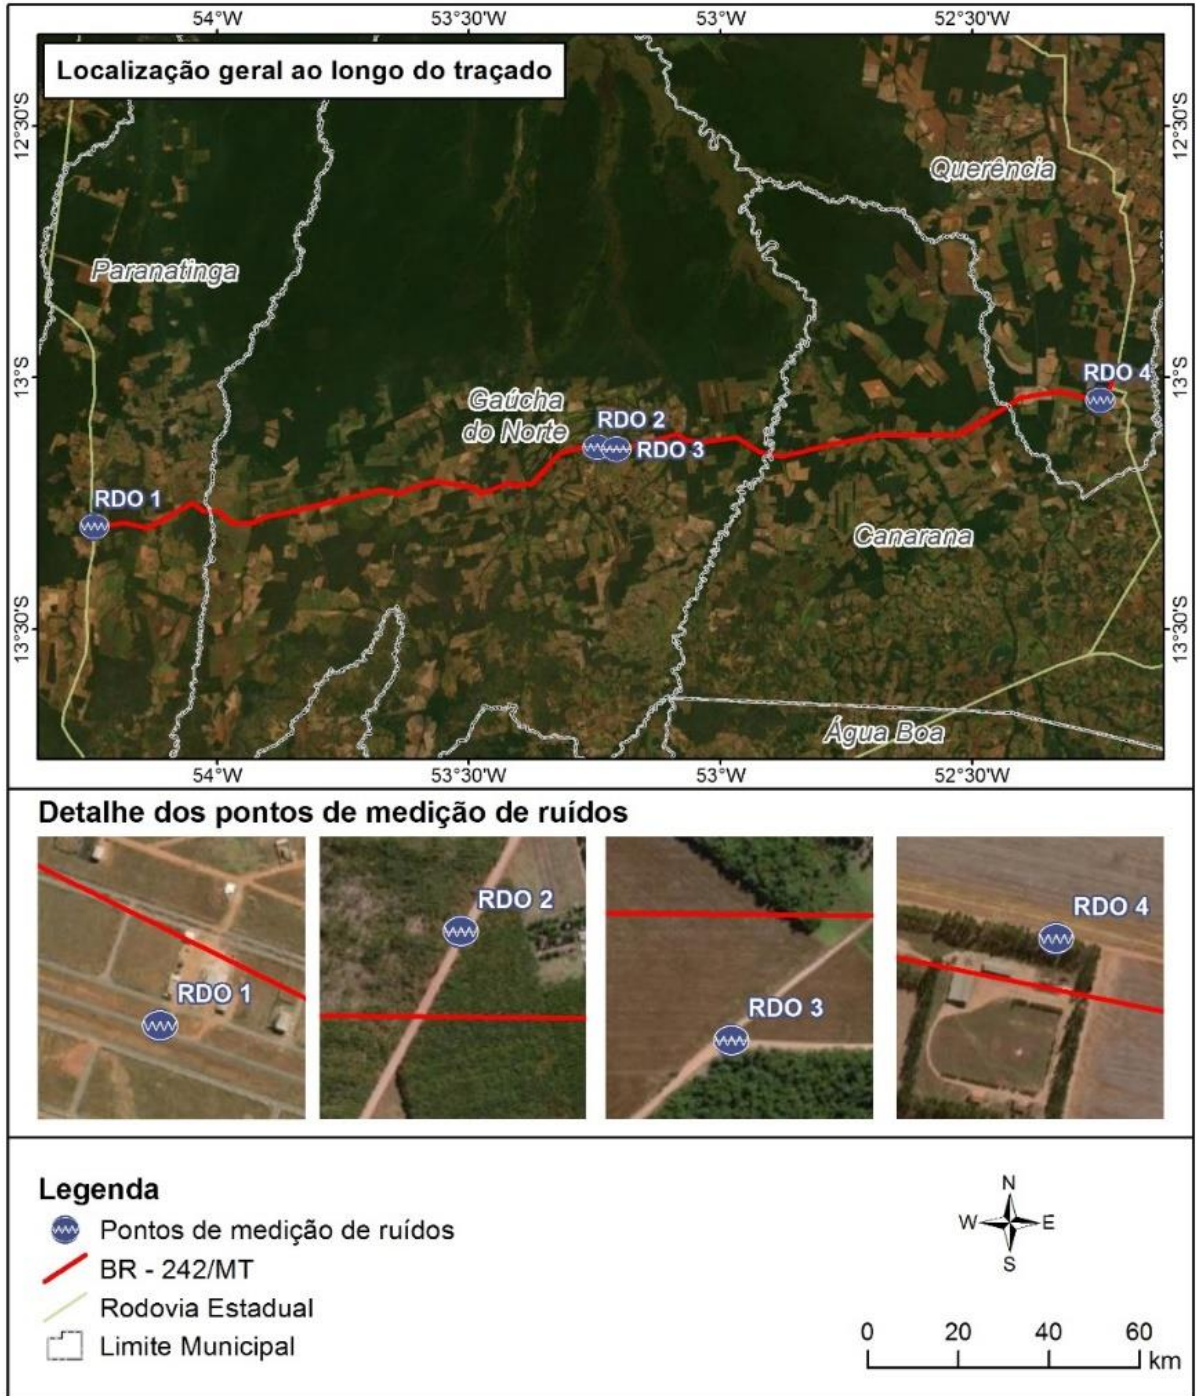 54°W 53°30'W 53°W 52°30'W
Localização geral ao longo do traçado
12°30'S 12°30'S
Querência
Paranatinga
13°S 13°S
RDO 4
Gaúcha
do Norte
RDO 2
RDO 3
RDO 1
Canarana
13°30'S 13°30'S
Água Boa
54°W 53°30'W 53°W 52°30'W
Detalhe dos pontos de medição de ruídos
RDO 1
RDO 2
RDO 3
RDO 4
Legenda
Pontos de medição de ruídos
BR - 242/MT
Rodovia Estadual
Limite Municipal
N
W E
S
0 20 40 60
km